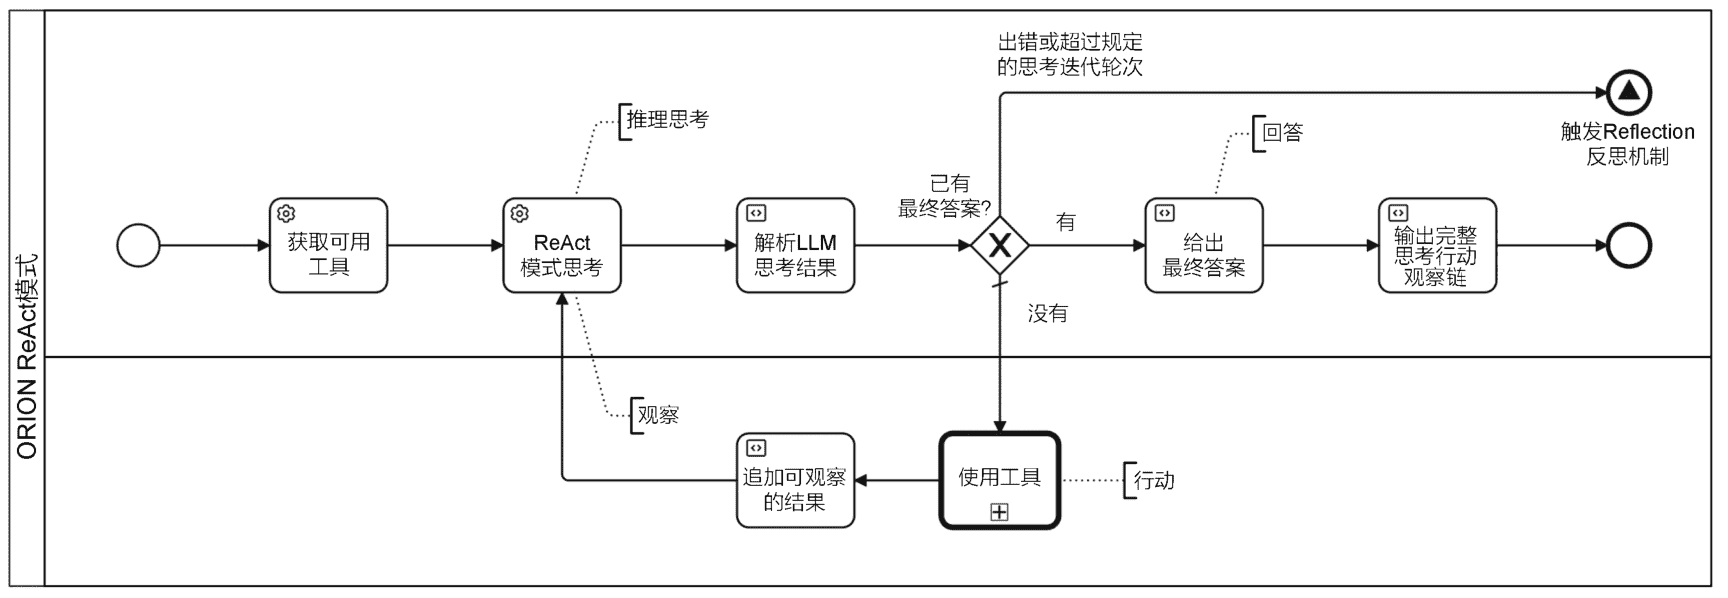 ORION ReAct模式
出错或超过规定
的思考迭代轮次
触发Reflection
反思机制
推理思考
回答
已有
最终答案?
有
获取可用
工具
ReAct
模式思考
解析LLM
思考结果
给出
最终答案
输出完整
思考行动
观察链
没有
观察
追加可观察
的结果
使用工具
行动